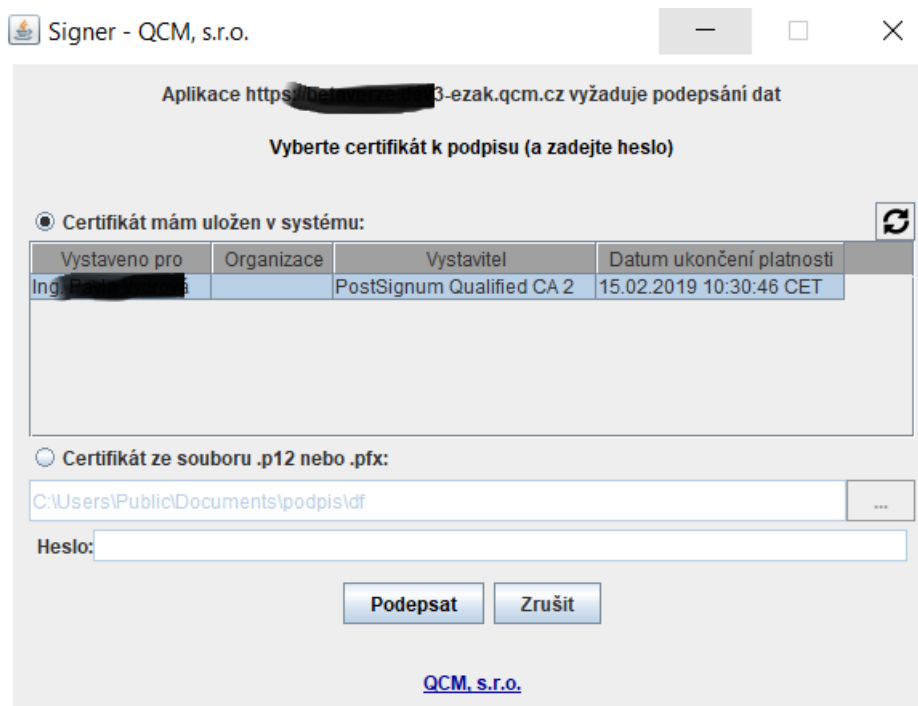 Signer - QCM, s.r.o.
Aplikace https:// 3-ezak.qcm.cz vyžaduje podepsání dat
Vyberte certifikát k podpisu (a zadejte heslo)
Certifikát mám uložen v systému:
Vystaveno pro Organizace Vystavitel Datum ukončení platnosti
Ing. PostSignum Qualified CA 2 15.02.2019 10:30:46 CET
Certifikát ze souboru .p12 nebo .pfx:
C:\Users\Public\Documents\podpis\df ...
Heslo:
Podepsat Zrušit
QCM, s.r.o.